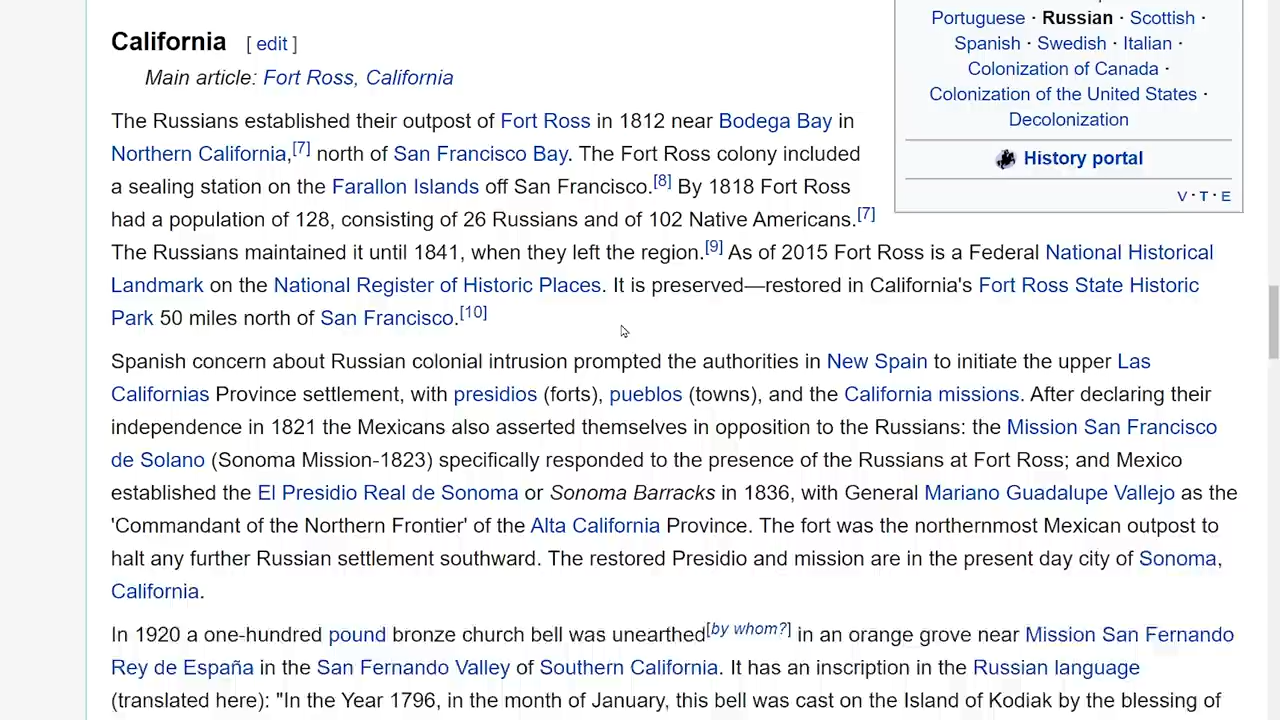 Portuguese · Russian · Scottish ·
Spanish · Swedish · Italian ·
Colonization of Canada ·
Colonization of the United States ·
Decolonization
History portal
V · T · E
California [ edit ]
Main article: Fort Ross, California
The Russians established their outpost of Fort Ross in 1812 near Bodega Bay in
Northern California,[7] north of San Francisco Bay. The Fort Ross colony included
a sealing station on the Farallon Islands off San Francisco.[8] By 1818 Fort Ross
had a population of 128, consisting of 26 Russians and of 102 Native Americans.[7]
The Russians maintained it until 1841, when they left the region.[9] As of 2015 Fort Ross is a Federal National Historical
Landmark on the National Register of Historic Places. It is preserved—restored in California's Fort Ross State Historic
Park 50 miles north of San Francisco.[10]
Spanish concern about Russian colonial intrusion prompted the authorities in New Spain to initiate the upper Las
Californias Province settlement, with presidios (forts), pueblos (towns), and the California missions. After declaring their
independence in 1821 the Mexicans also asserted themselves in opposition to the Russians: the Mission San Francisco
de Solano (Sonoma Mission-1823) specifically responded to the presence of the Russians at Fort Ross; and Mexico
established the El Presidio Real de Sonoma or Sonoma Barracks in 1836, with General Mariano Guadalupe Vallejo as the
'Commandant of the Northern Frontier' of the Alta California Province. The fort was the northernmost Mexican outpost to
halt any further Russian settlement southward. The restored Presidio and mission are in the present day city of Sonoma,
California.
In 1920 a one-hundred pound bronze church bell was unearthed[by whom?] in an orange grove near Mission San Fernando
Rey de España in the San Fernando Valley of Southern California. It has an inscription in the Russian language
(translated here): "In the Year 1796, in the month of January, this bell was cast on the Island of Kodiak by the blessing of